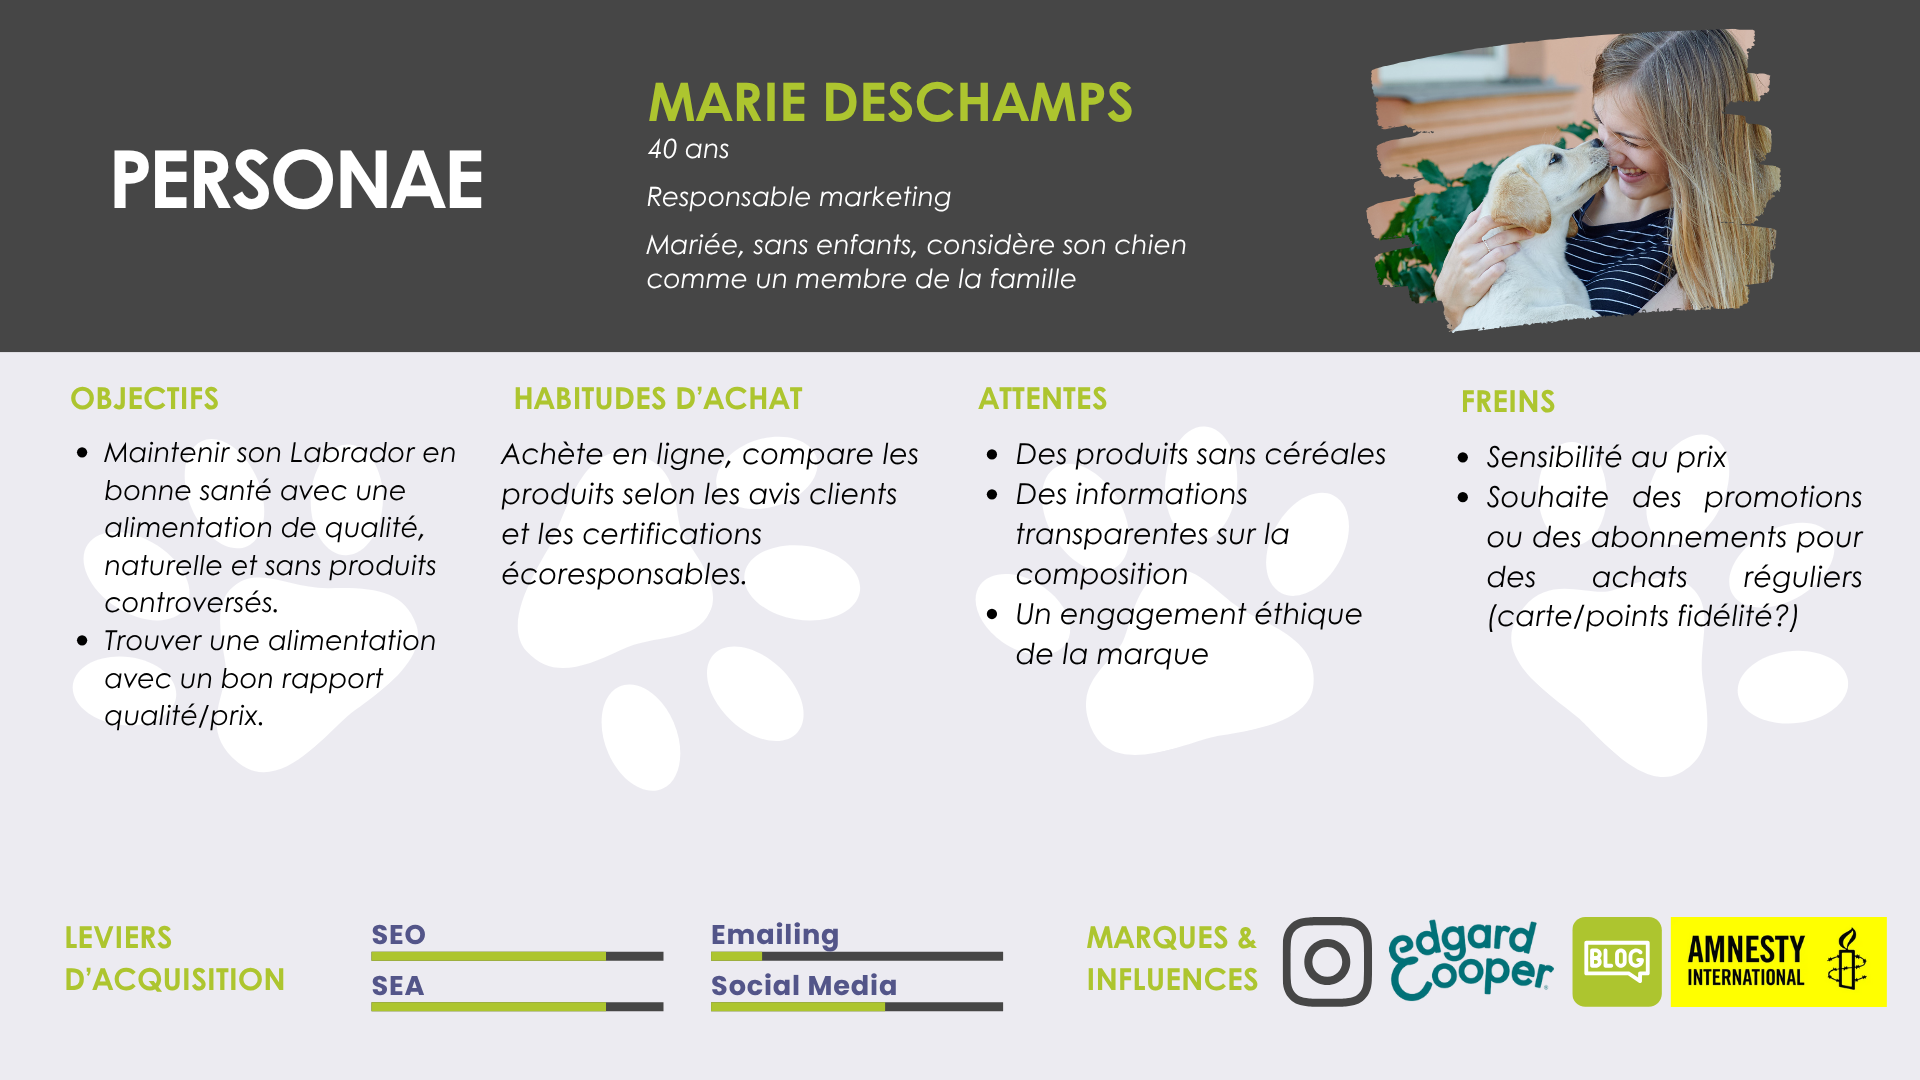 PERSONAE
MARIE DESCHAMPS
40 ans
Responsable marketing
Mariée, sans enfants, considère son chien
comme un membre de la famille
OBJECTIFS
• Maintenir son Labrador en
bonne santé avec une
alimentation de qualité,
naturelle et sans produits
controversés.
• Trouver une alimentation
avec un bon rapport
qualité/prix.
HABITUDES D’ACHAT
Achète en ligne, compare les
produits selon les avis clients
et les certifications
écoresponsables.
ATTENTES
• Des produits sans céréales
• Des informations
transparentes sur la
composition
• Un engagement éthique
de la marque
FREINS
• Sensibilité au prix
• Souhaite des promotions
ou des abonnements pour
des achats réguliers
(carte/points fidélité?)
LEVIERS
D’ACQUISITION
SEO
SEA
Emailing
Social Media
MARQUES &
INFLUENCES
edgard
Cooper
BLOG
AMNESTY
INTERNATIONAL